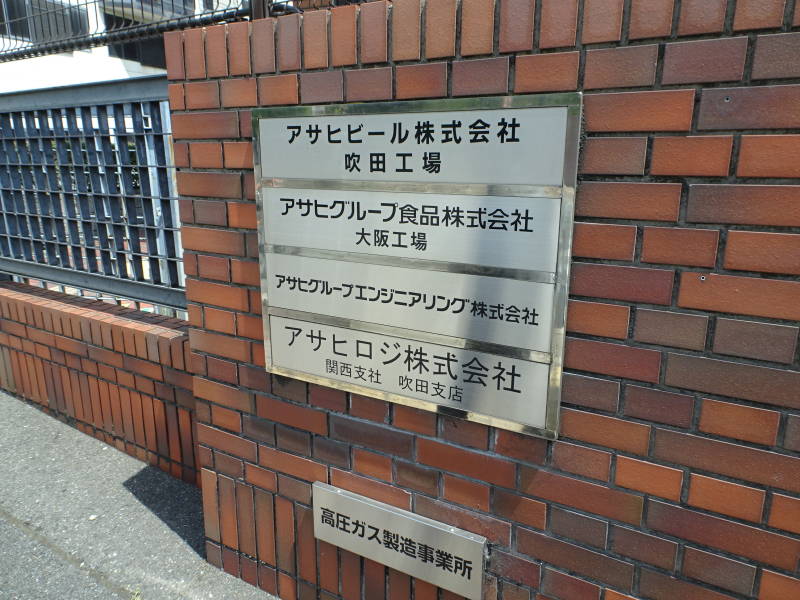 アサヒビール株式会社
吹田工場
アサヒグループ食品株式会社
大阪工場
アサヒグループエンジニアリング株式会社
アサヒロジ株式会社
関西支社 吹田支店
高圧ガス製造事業所